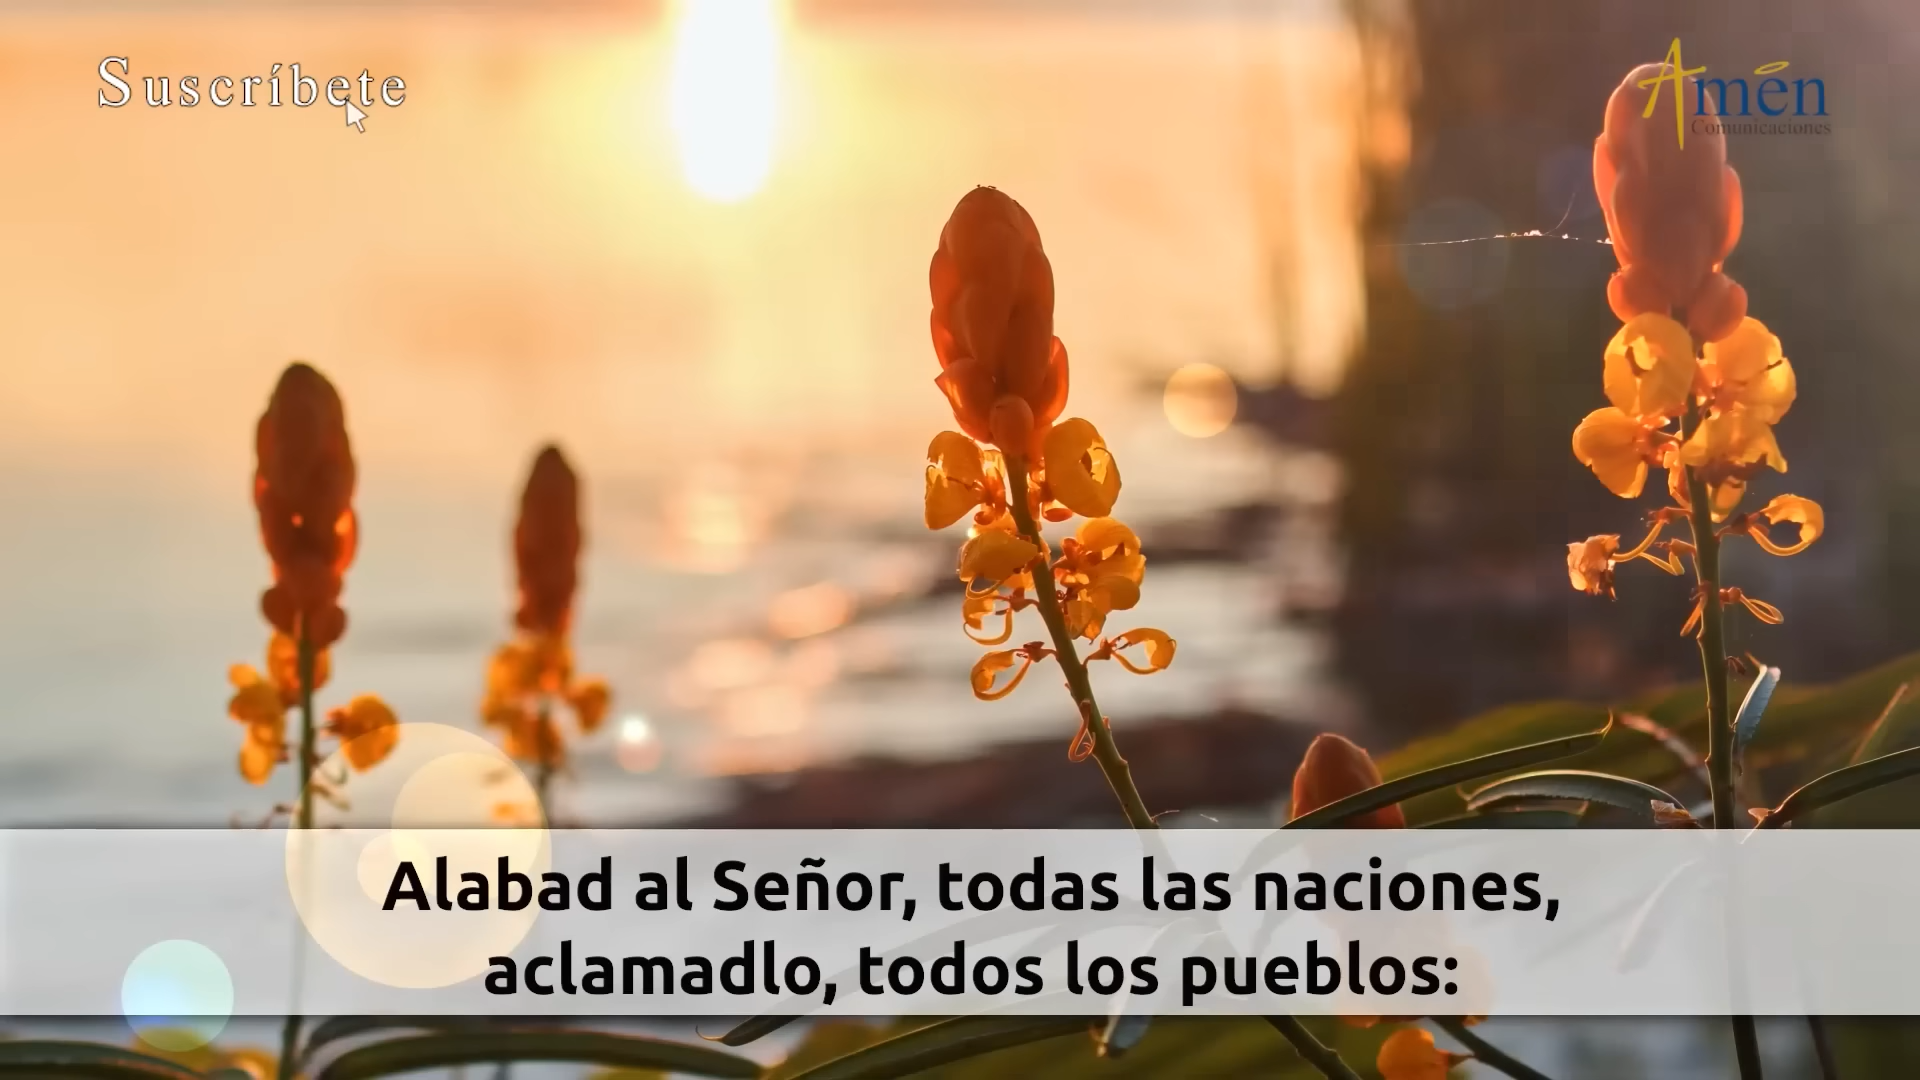 Suscríbete
Amén
Comunicaciones
Alabad al Señor, todas las naciones,
aclamadlo, todos los pueblos: